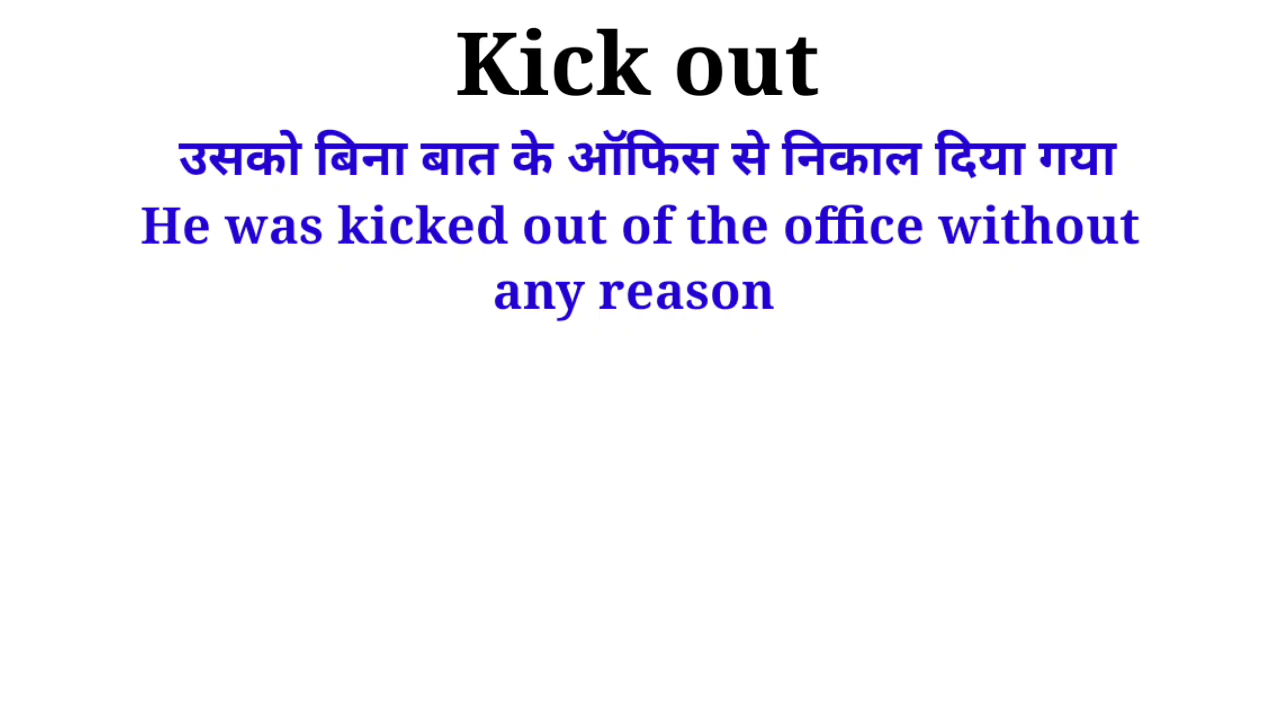 Kick out
उसको बिना बात के ऑफिस से निकाल दिया गया
He was kicked out of the office without
any reason